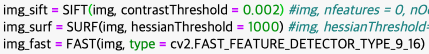 img_sift = SIFT(img, contrastThreshold = 0.002) #img, nfeatures = 0, nO
img_surf = SURF(img, hessianThreshold = 1000) #img, hessianThreshold=
img_fast = FAST(img, type = cv2.FAST_FEATURE_DETECTOR_TYPE_9_16)